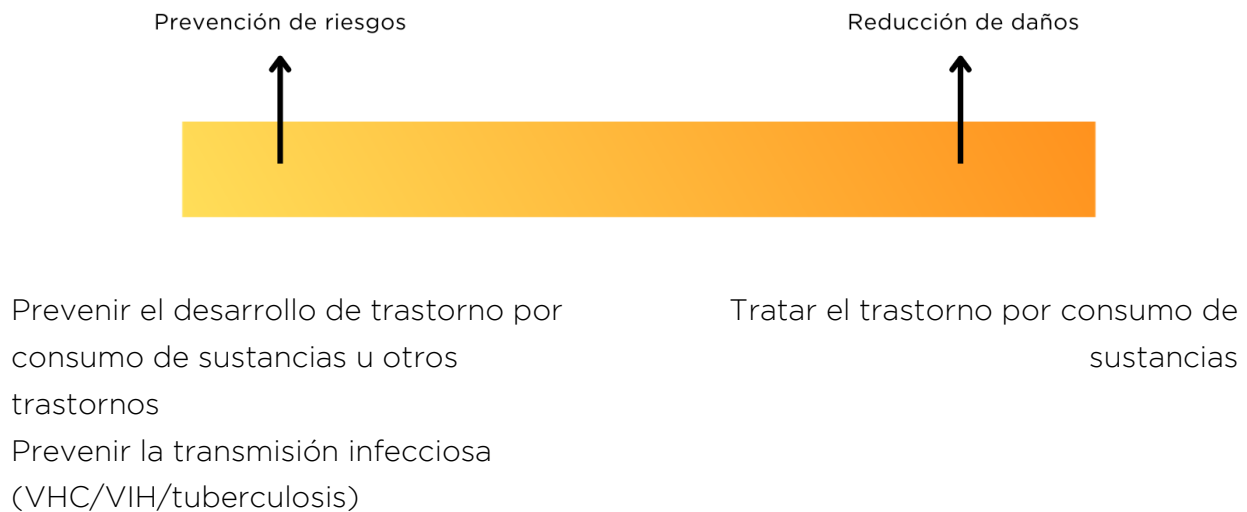 Prevención de riesgos
Reducción de daños
Prevenir el desarrollo de trastorno por
consumo de sustancias u otros
trastornos
Prevenir la transmisión infecciosa
(VHC/VIH/tuberculosis)
Tratar el trastorno por consumo de
sustancias